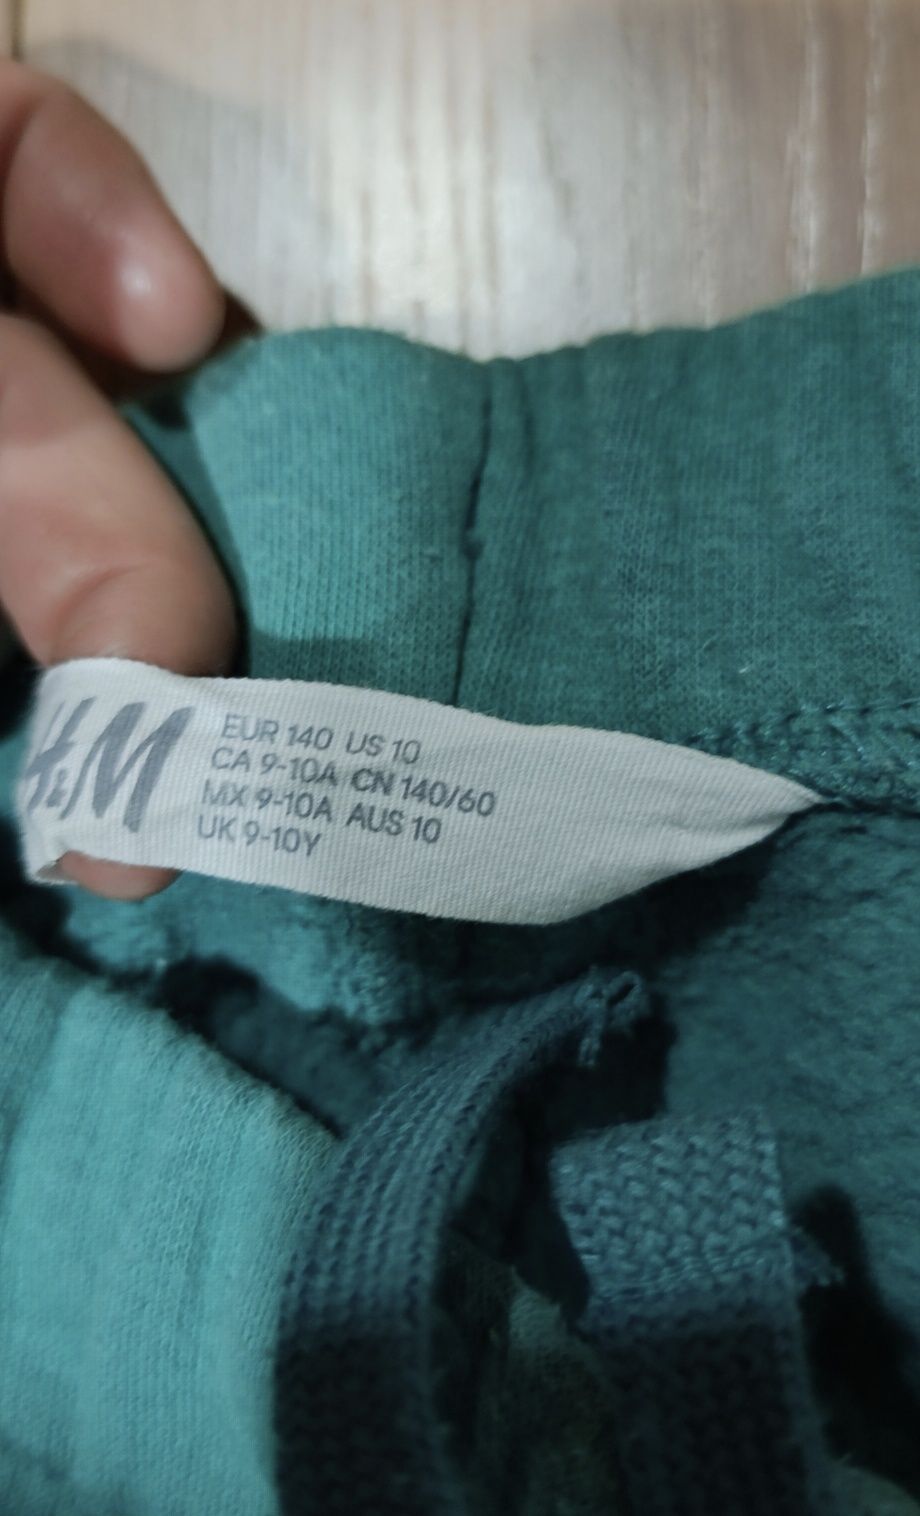 H&M
EUR 140 US 10
CA 9-10A CN 140/60
MX 9-10A AUS 10
UK 9-10Y